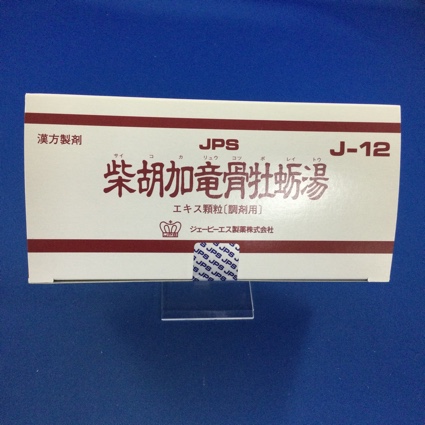 漢方製剤
JPS
J-12
サイ コ カ リュウ コツ ボ レイ トウ
柴胡加竜骨牡蛎湯
エキス顆粒〔調剤用〕
ジェーピーエス製薬株式会社
JPS JPS JPS